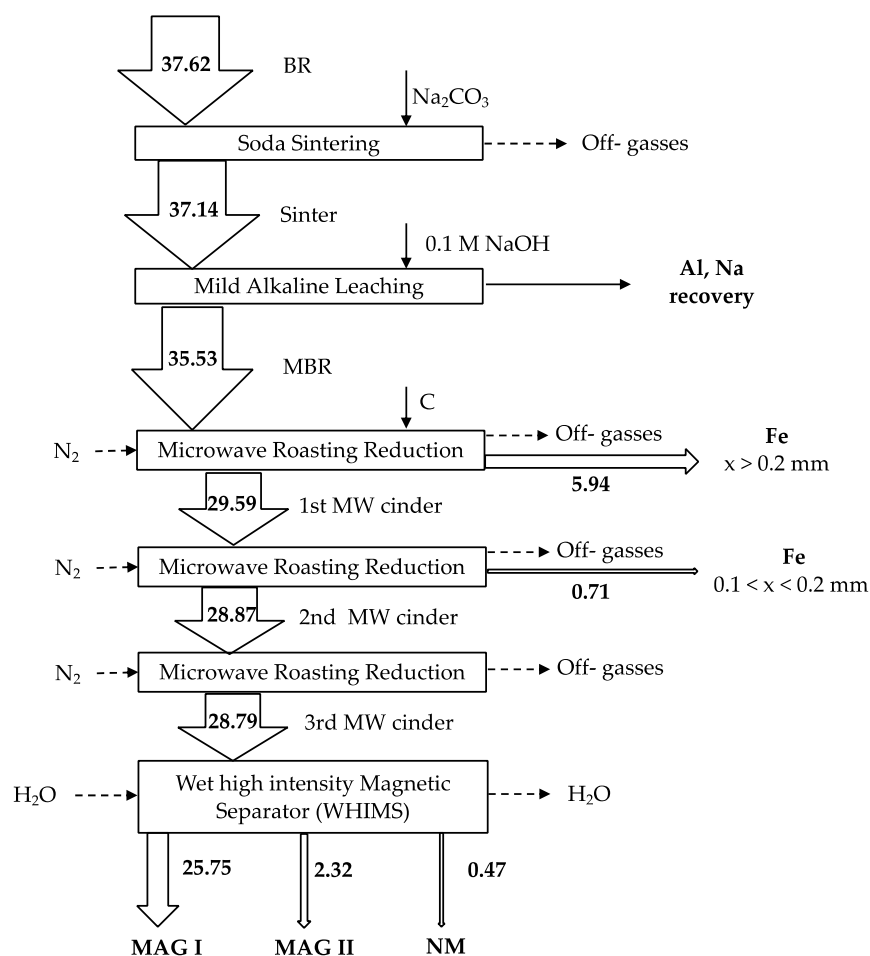 37.62
BR
Na₂CO₃
Soda Sintering
Off- gasses
37.14
Sinter
0.1 M NaOH
Mild Alkaline Leaching
Al, Na
recovery
35.53
MBR
C
N₂
Microwave Roasting Reduction
Off- gasses
Fe
x > 0.2 mm
5.94
29.59
1st MW cinder
N₂
Microwave Roasting Reduction
Off- gasses
Fe
0.1 < x < 0.2 mm
0.71
28.87
2nd MW cinder
N₂
Microwave Roasting Reduction
Off- gasses
28.79
3rd MW cinder
H₂O
Wet high intensity Magnetic
Separator (WHIMS)
H₂O
25.75
2.32
0.47
MAG I
MAG II
NM